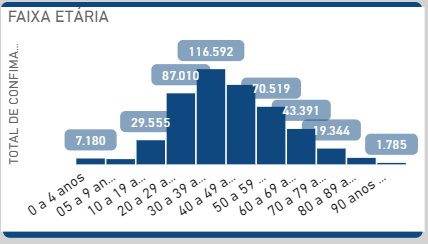 FAIXA ETÁRIA
TOTAL DE CONFIMA...
116.592
87.010
70.519
43.391
29.555
19.344
7.180
1.785
0 a 4 anos
05 a 9 an...
10 a 19 a...
20 a 29 a...
30 a 39 a...
40 a 49 a...
50 a 59 ...
60 a 69 a...
70 a 79 a...
80 a 89 a...
90 anos ...